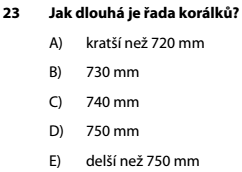 23 Jak dlouhá je řada korálků?
A) kratší než 720 mm
B) 730 mm
C) 740 mm
D) 750 mm
E) delší než 750 mm